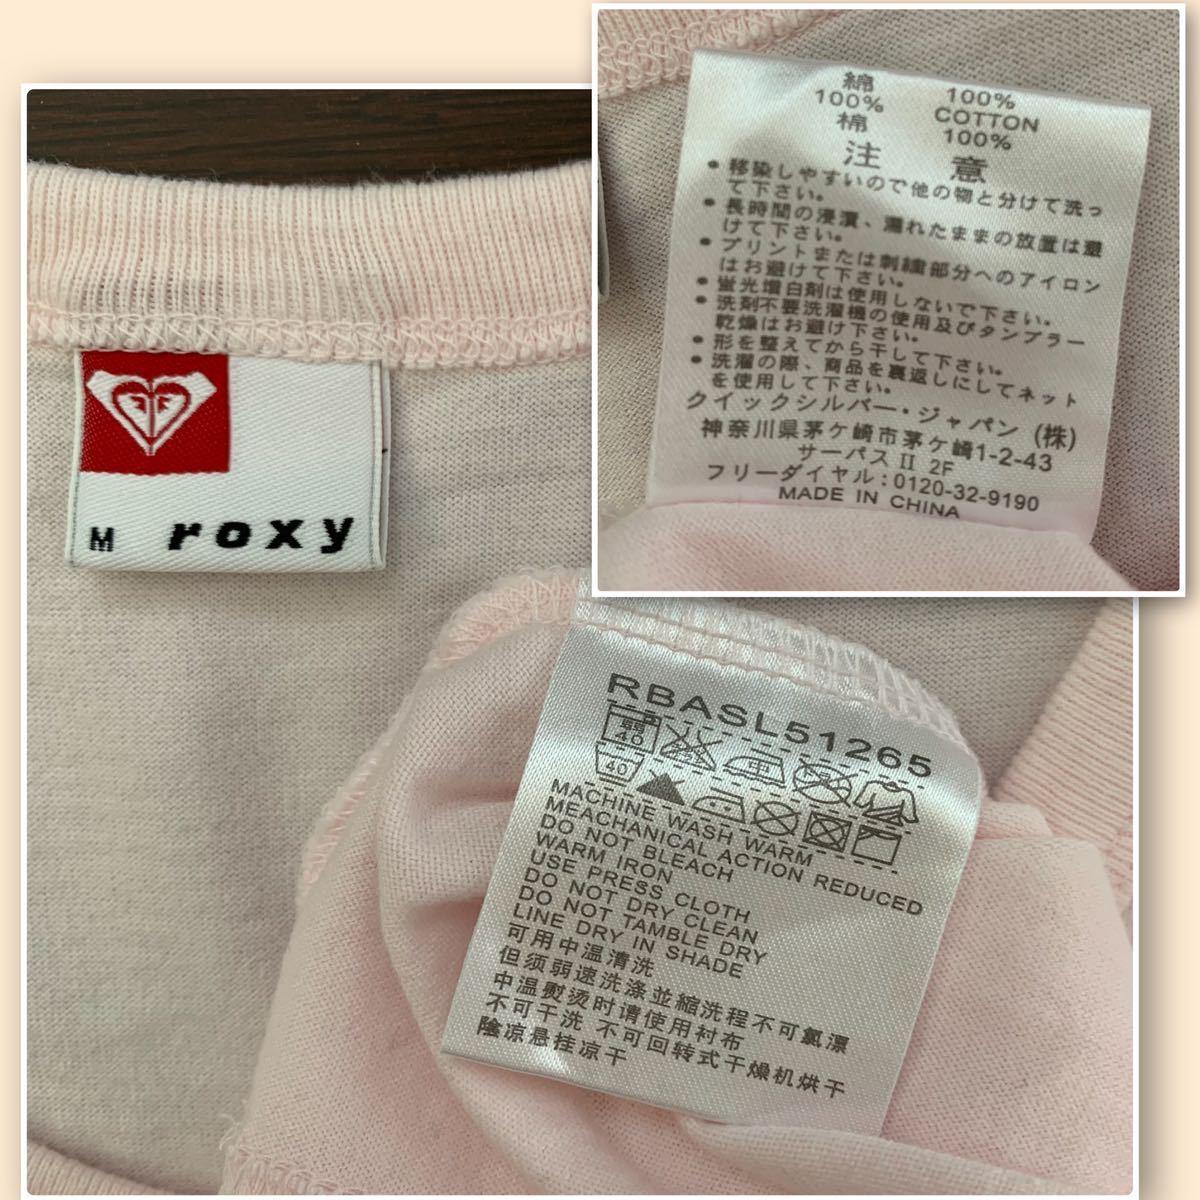 M roxy
綿 100%
100% COTTON
棉 100%
注 意
• 移染しやすいので他の物と分けて洗っ
て下さい。
• 長時間の浸漬、濡れたままの放置は避
けて下さい。
• プリントまたは刺繍部分へのアイロン
はお避けて下さい。
• 蛍光増白剤は使用しないで下さい。
• 洗剤不要洗濯機の使用及びタンブラー
乾燥はお避け下さい。
• 形を整えてから干して下さい。
• 洗濯の際、商品を裏返しにしてネット
を使用して下さい。
クイックシルバー・ジャパン (株)
神奈川県茅ケ崎市茅ケ崎1-2-43
サーパスⅡ 2F
フリーダイヤル:0120-32-9190
MADE IN CHINA
RBASL51265
弱
40
中
40
MACHINE WASH WARM
MEACHANICAL ACTION REDUCED
DO NOT BLEACH
WARM IRON
USE PRESS CLOTH
DO NOT DRY CLEAN
DO NOT TAMBLE DRY
LINE DRY IN SHADE
可用中温清洗
但须弱速洗涤並縮洗程不可氯漂
中温熨烫时请使用衬布
不可干洗 不可回转式干燥机烘干
陰凉悬挂凉干